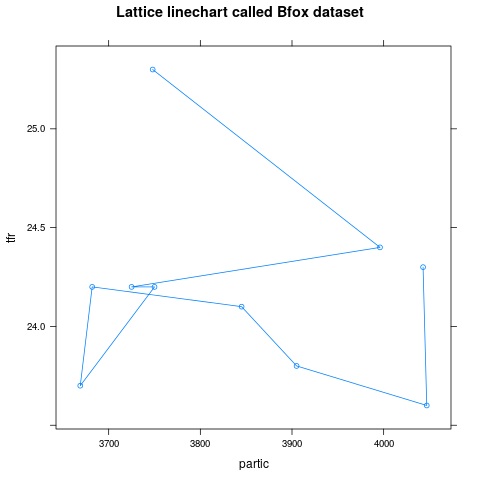 Lattice linechart called Bfox dataset
25.0
24.5
24.0
tfr
3700 3800 3900 4000
partic